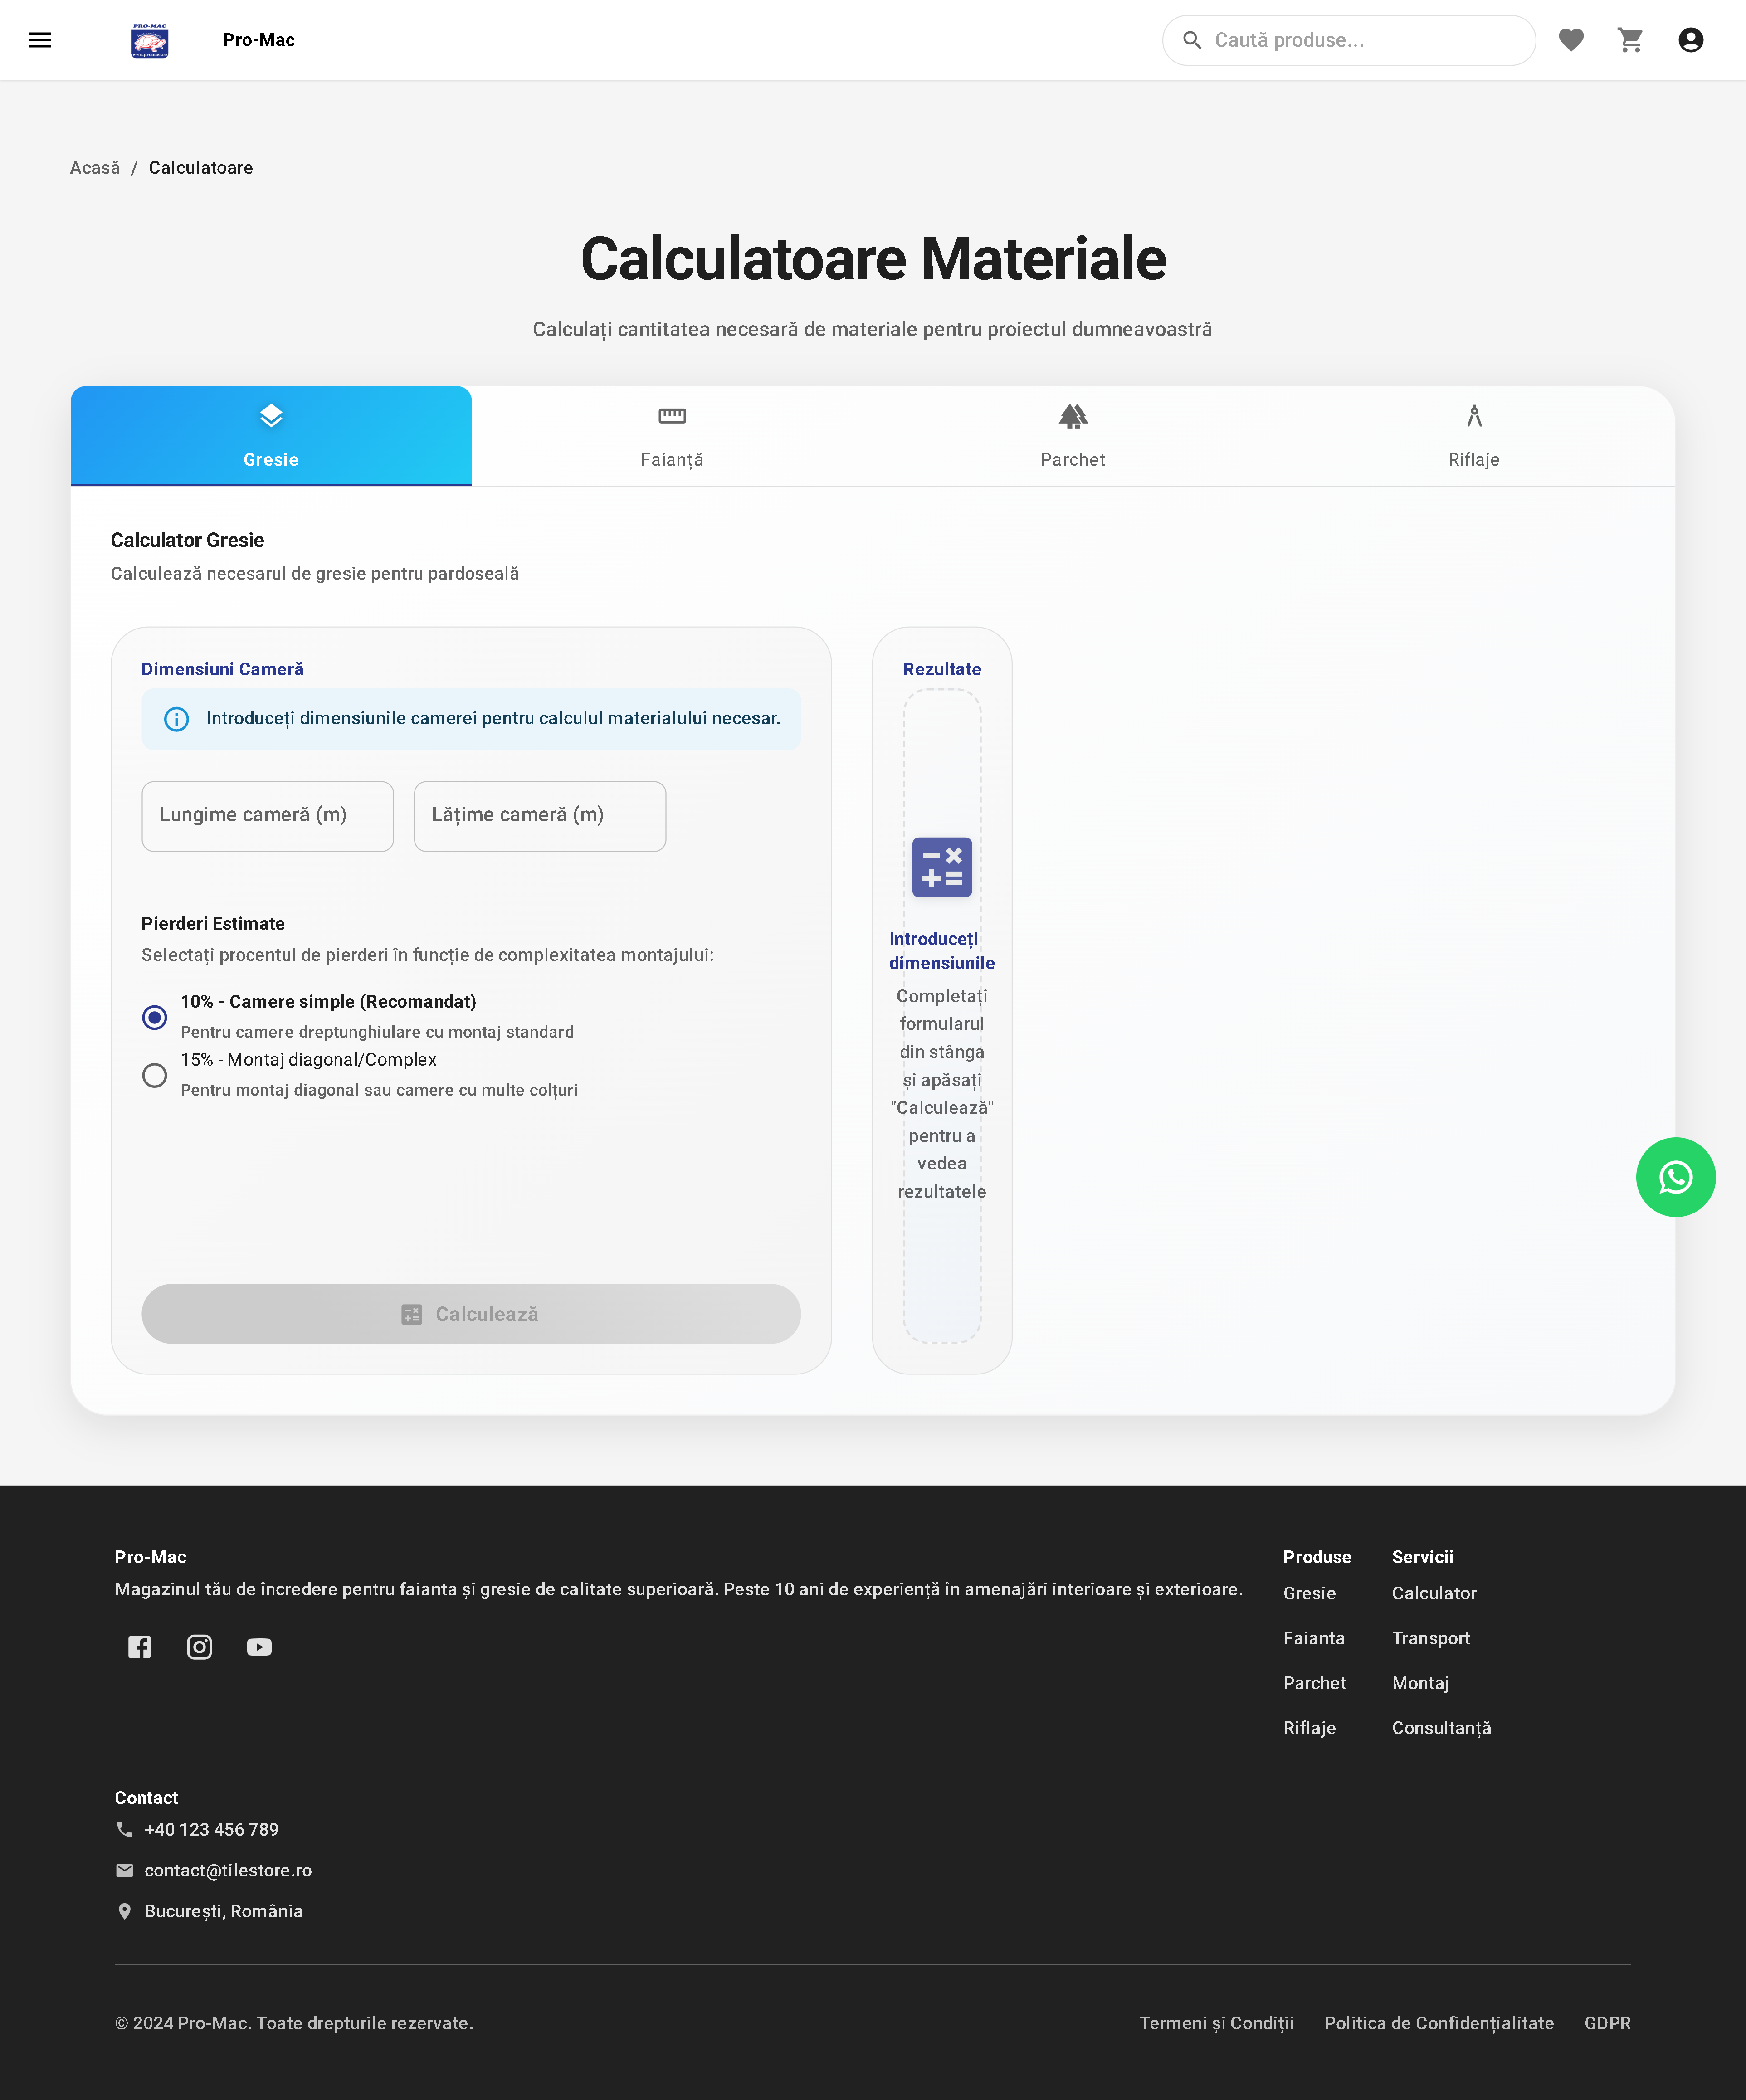 PRO-MAC
www.promac.eu
Pro-Mac
Caută produse...
Acasă / Calculatoare
Calculatoare Materiale
Calculați cantitatea necesară de materiale pentru proiectul dumneavoastră
Gresie
Faianță
Parchet
Riflaje
Calculator Gresie
Calculează necesarul de gresie pentru pardoseală
Dimensiuni Cameră
Introduceți dimensiunile camerei pentru calculul materialului necesar.
Lungime cameră (m)
Lățime cameră (m)
Pierderi Estimate
Selectați procentul de pierderi în funcție de complexitatea montajului:
10% - Camere simple (Recomandat)
Pentru camere dreptunghiulare cu montaj standard
15% - Montaj diagonal/Complex
Pentru montaj diagonal sau camere cu multe colțuri
Calculează
Rezultate
Introduceți
dimensiunile
Completați
formularul
din stânga
și apăsați
"Calculează"
pentru a
vedea
rezultatele
Pro-Mac
Magazinul tău de încredere pentru faianta și gresie de calitate superioară. Peste 10 ani de experiență în amenajări interioare și exterioare.
Produse
Gresie
Faianta
Parchet
Riflaje
Servicii
Calculator
Transport
Montaj
Consultanță
Contact
+40 123 456 789
contact@tilestore.ro
București, România
© 2024 Pro-Mac. Toate drepturile rezervate.
Termeni și Condiții
Politica de Confidențialitate
GDPR